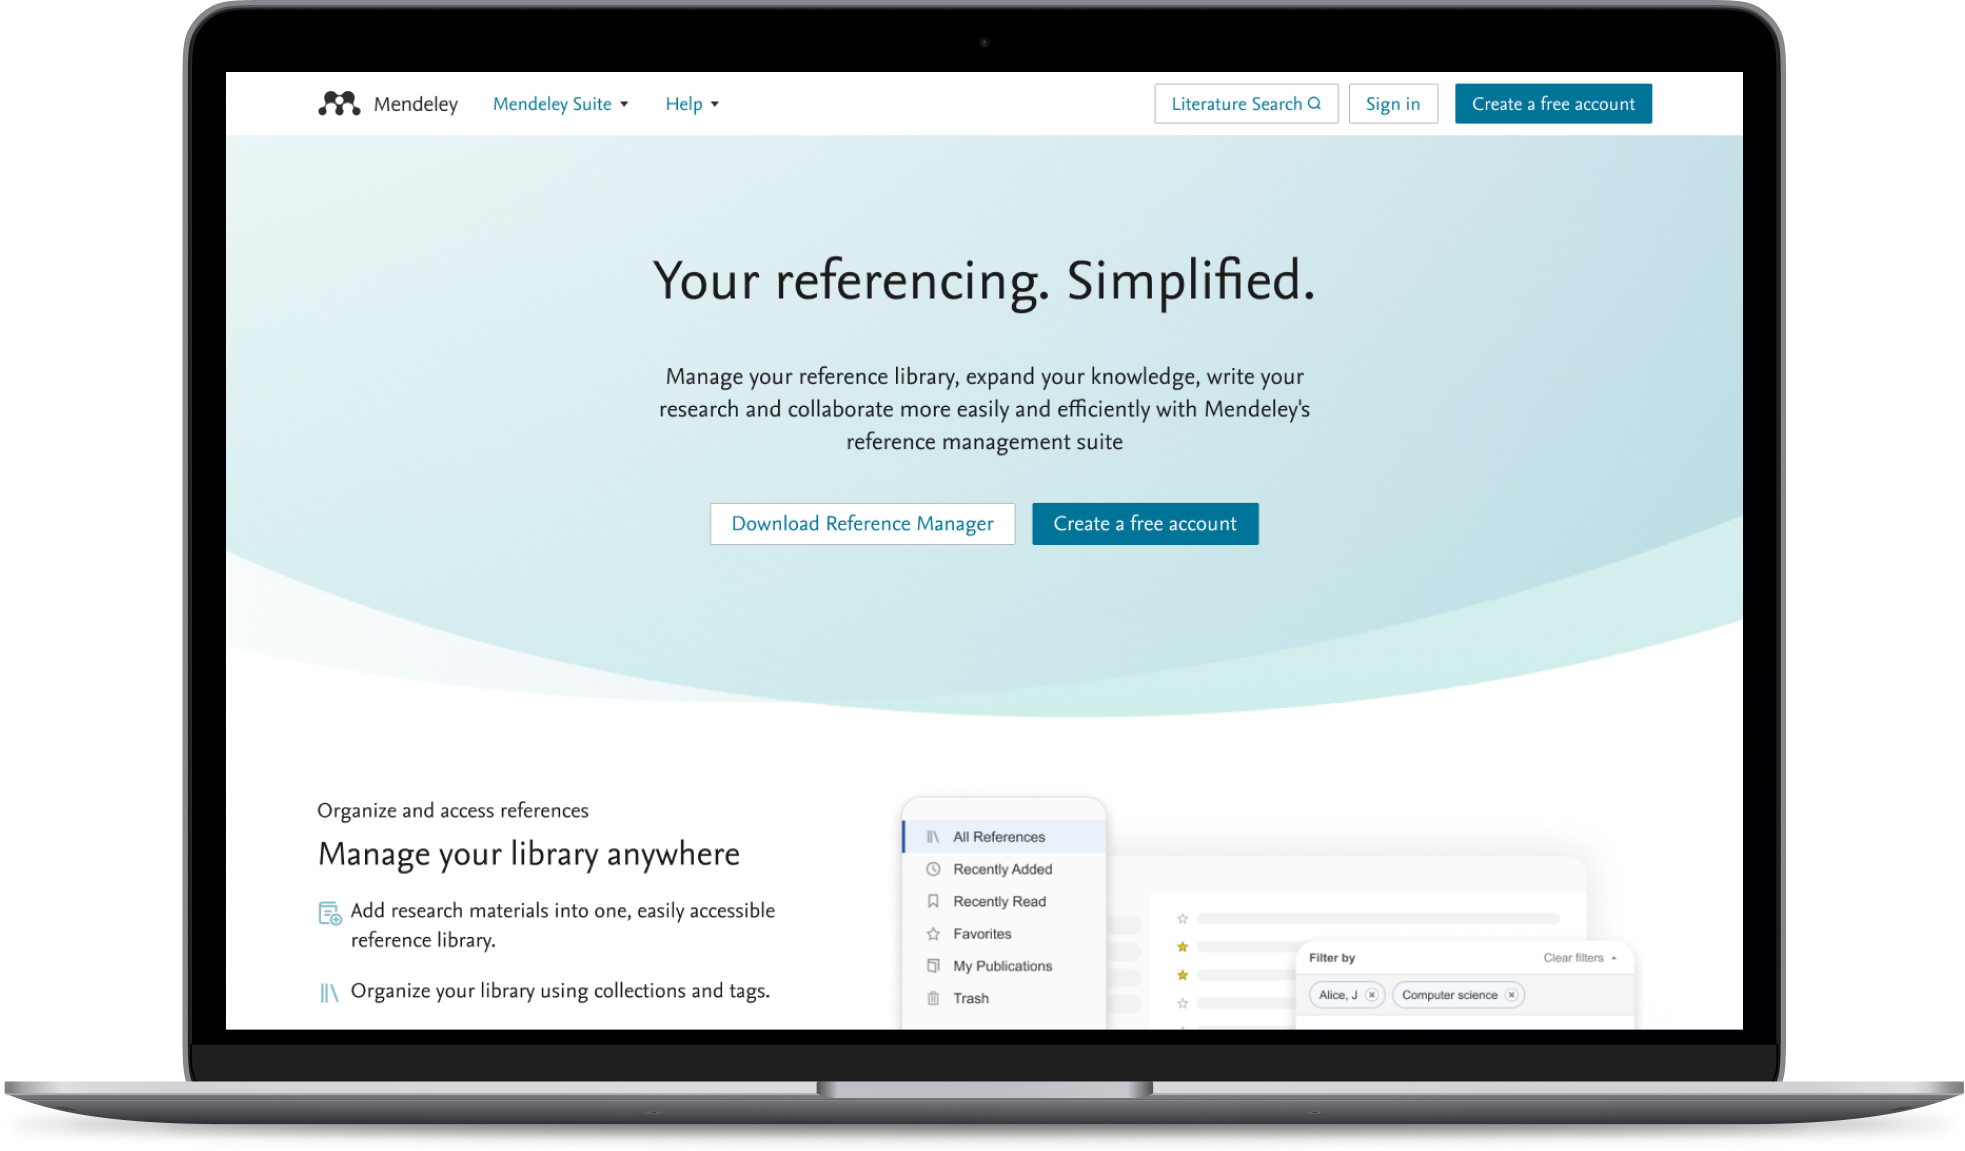 Mendeley
Mendeley Suite
Help
Literature Search
Sign in
Create a free account
Your referencing. Simplified.
Manage your reference library, expand your knowledge, write your
research and collaborate more easily and efficiently with Mendeley's
reference management suite
Download Reference Manager
Create a free account
Organize and access references
Manage your library anywhere
Add research materials into one, easily accessible
reference library.
Organize your library using collections and tags.
All References
Recently Added
Recently Read
Favorites
My Publications
Trash
Filter by
Clear filters
Alice, J
Computer science